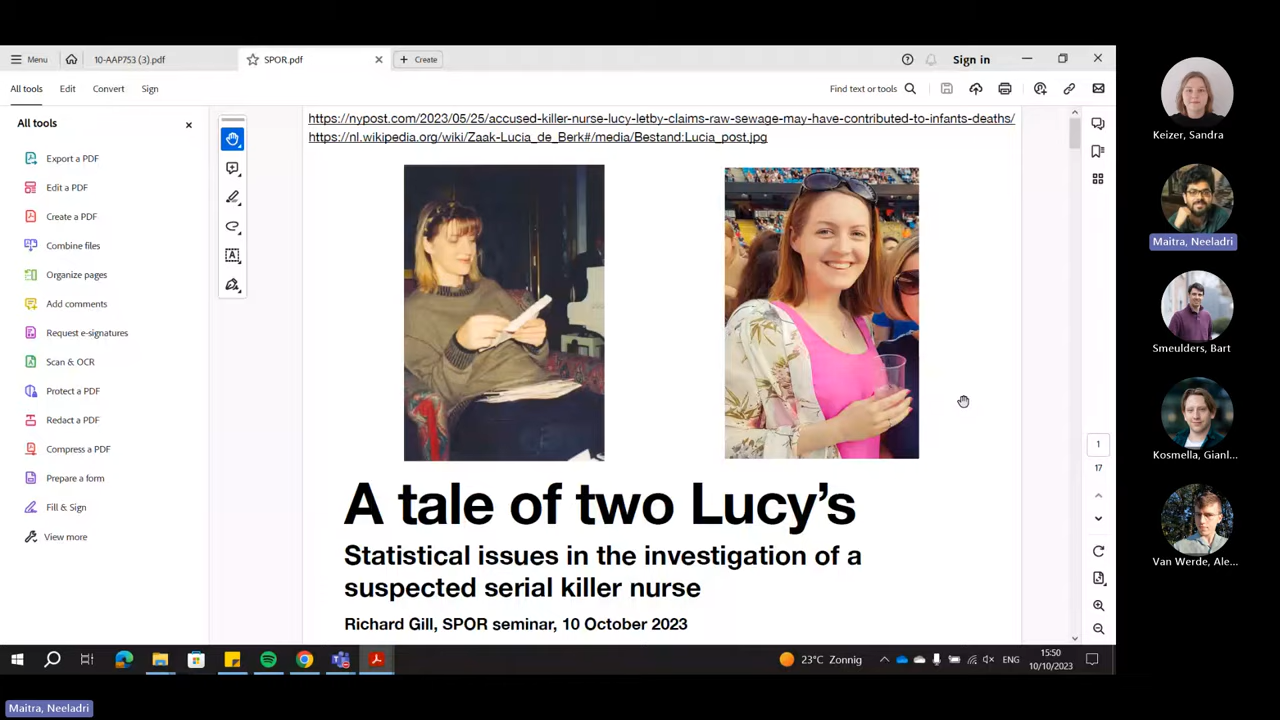 Menu
10-AAP753 (3).pdf
SPOR.pdf
Create
Sign in
All tools
Edit
Convert
Sign
Find text or tools
All tools
Export a PDF
Edit a PDF
Create a PDF
Combine files
Organize pages
Add comments
Request e-signatures
Scan & OCR
Protect a PDF
Redact a PDF
Compress a PDF
Prepare a form
Fill & Sign
View more
https://nypost.com/2023/05/25/accused-killer-nurse-lucy-letby-claims-raw-sewage-may-have-contributed-to-infants-deaths/
https://nl.wikipedia.org/wiki/Zaak-Lucia_de_Berk#/media/Bestand:Lucia_post.jpg
A tale of two Lucy's
Statistical issues in the investigation of a
suspected serial killer nurse
Richard Gill, SPOR seminar, 10 October 2023
1
17
Keizer, Sandra
Maitra, Neeladri
Smeulders, Bart
Kosmella, Gianl...
Van Werde, Ale...
23°C Zonnig
ENG
15:50
10/10/2023
Maitra, Neeladri